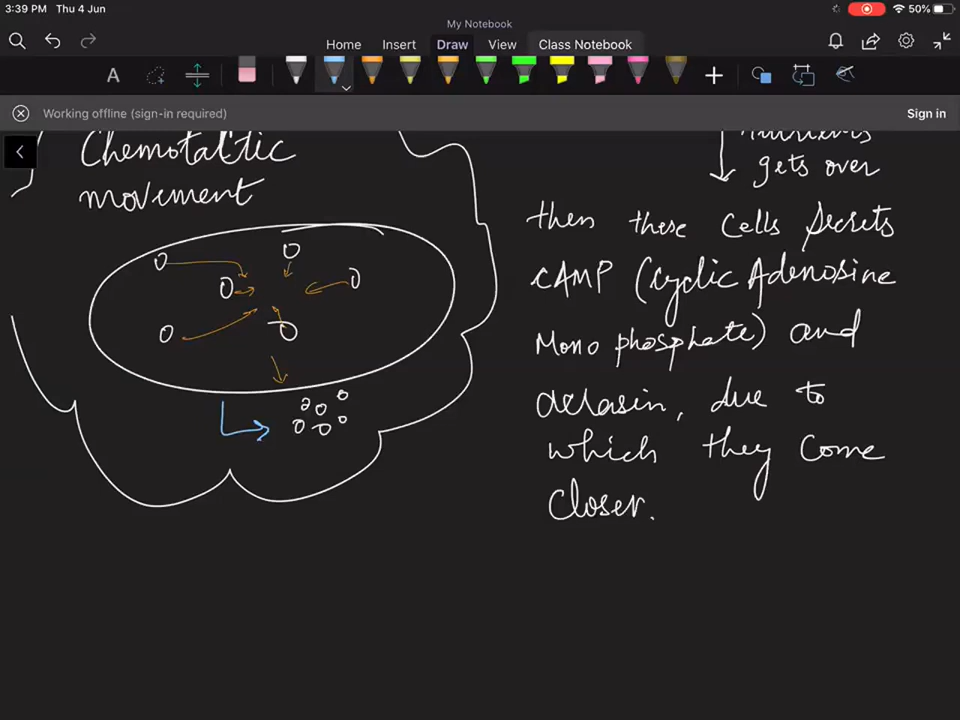 3:39 PM Thu 4 Jun
50%
My Notebook
Home Insert Draw View Class Notebook
A
Working offline (sign-in required) Sign in
Chemotactic
movement
nutrients
gets over
then these cells secrets
cAMP (cyclic Adenosine
Mono phosphate) and
acrasin, due to
which they come
closer.